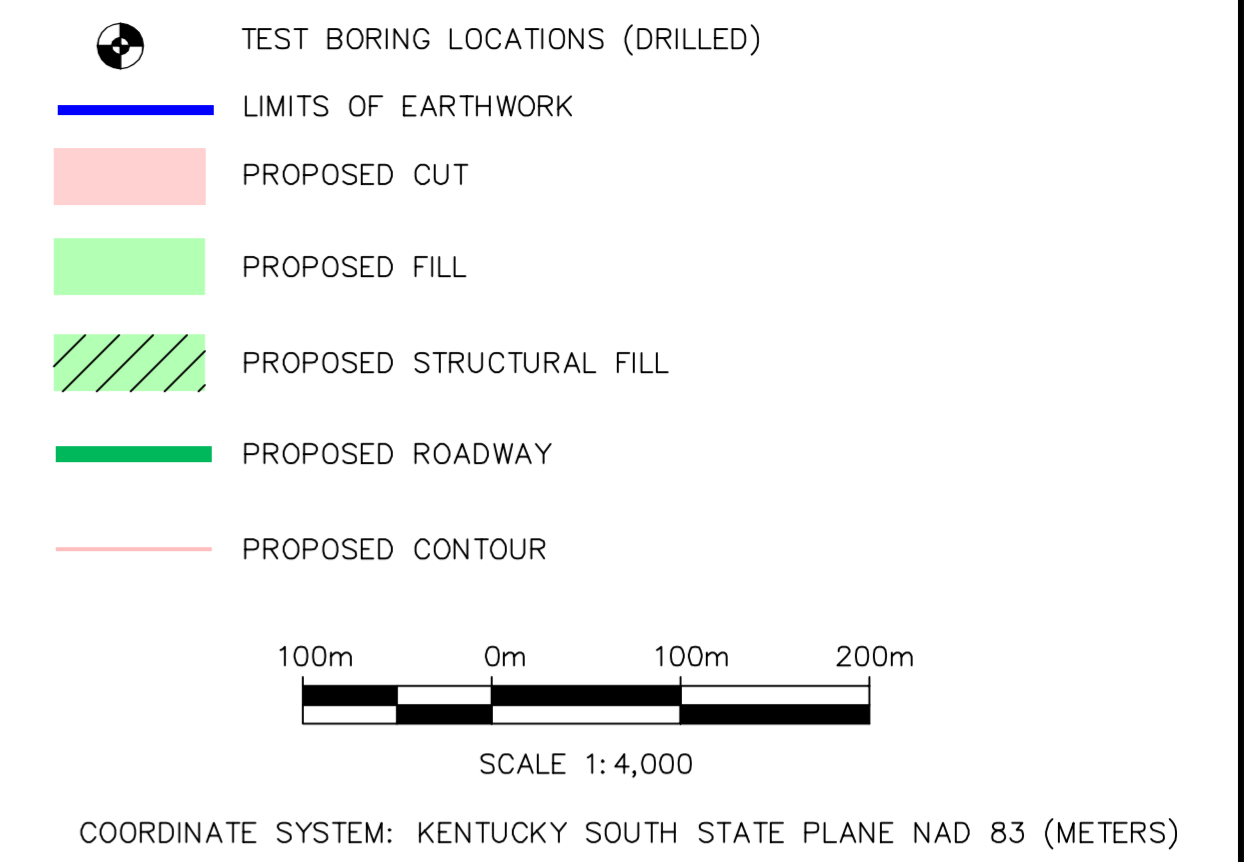 TEST BORING LOCATIONS (DRILLED)
LIMITS OF EARTHWORK
PROPOSED CUT
PROPOSED FILL
PROPOSED STRUCTURAL FILL
PROPOSED ROADWAY
PROPOSED CONTOUR
100m 0m 100m 200m
SCALE 1:4,000
COORDINATE SYSTEM: KENTUCKY SOUTH STATE PLANE NAD 83 (METERS)